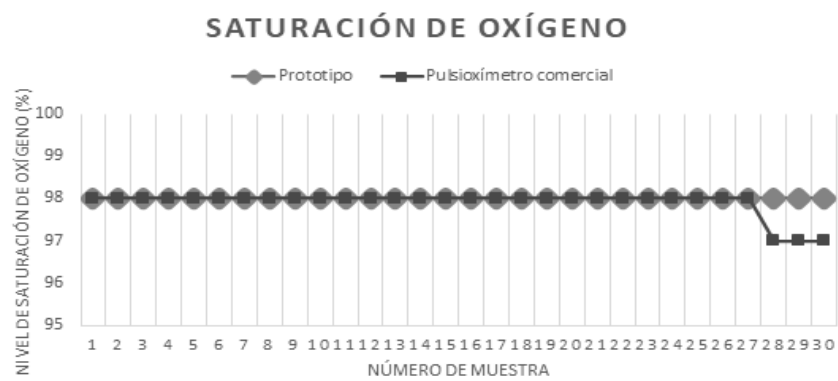 SATURACIÓN DE OXÍGENO
Prototipo Pulsioxímetro comercial
NIVEL DE SATURACIÓN DE OXÍGENO (%)
100
99
98
97
96
95
1 2 3 4 5 6 7 8 9 10 11 12 13 14 15 16 17 18 19 20 21 22 23 24 25 26 27 28 29 30
NÚMERO DE MUESTRA